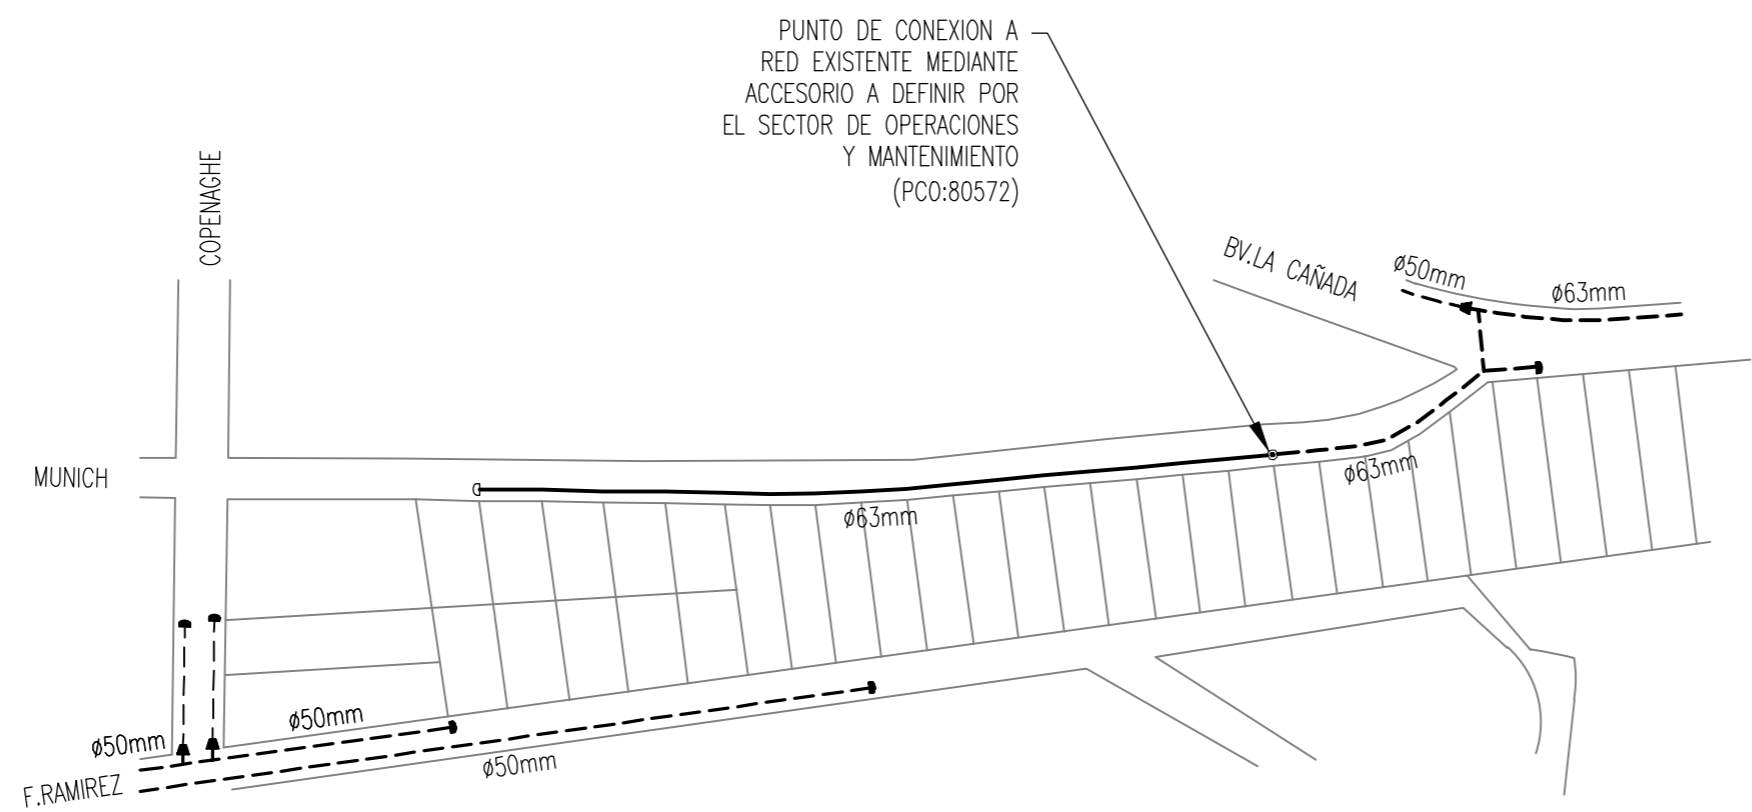 PUNTO DE CONEXION A
RED EXISTENTE MEDIANTE
ACCESORIO A DEFINIR POR
EL SECTOR DE OPERACIONES
Y MANTENIMIENTO
(PCO:80572)
COPENAGHE
BV.LA CAÑADA
ø50mm
ø63mm
MUNICH
ø63mm
ø63mm
ø50mm
ø50mm
ø50mm
F.RAMIREZ